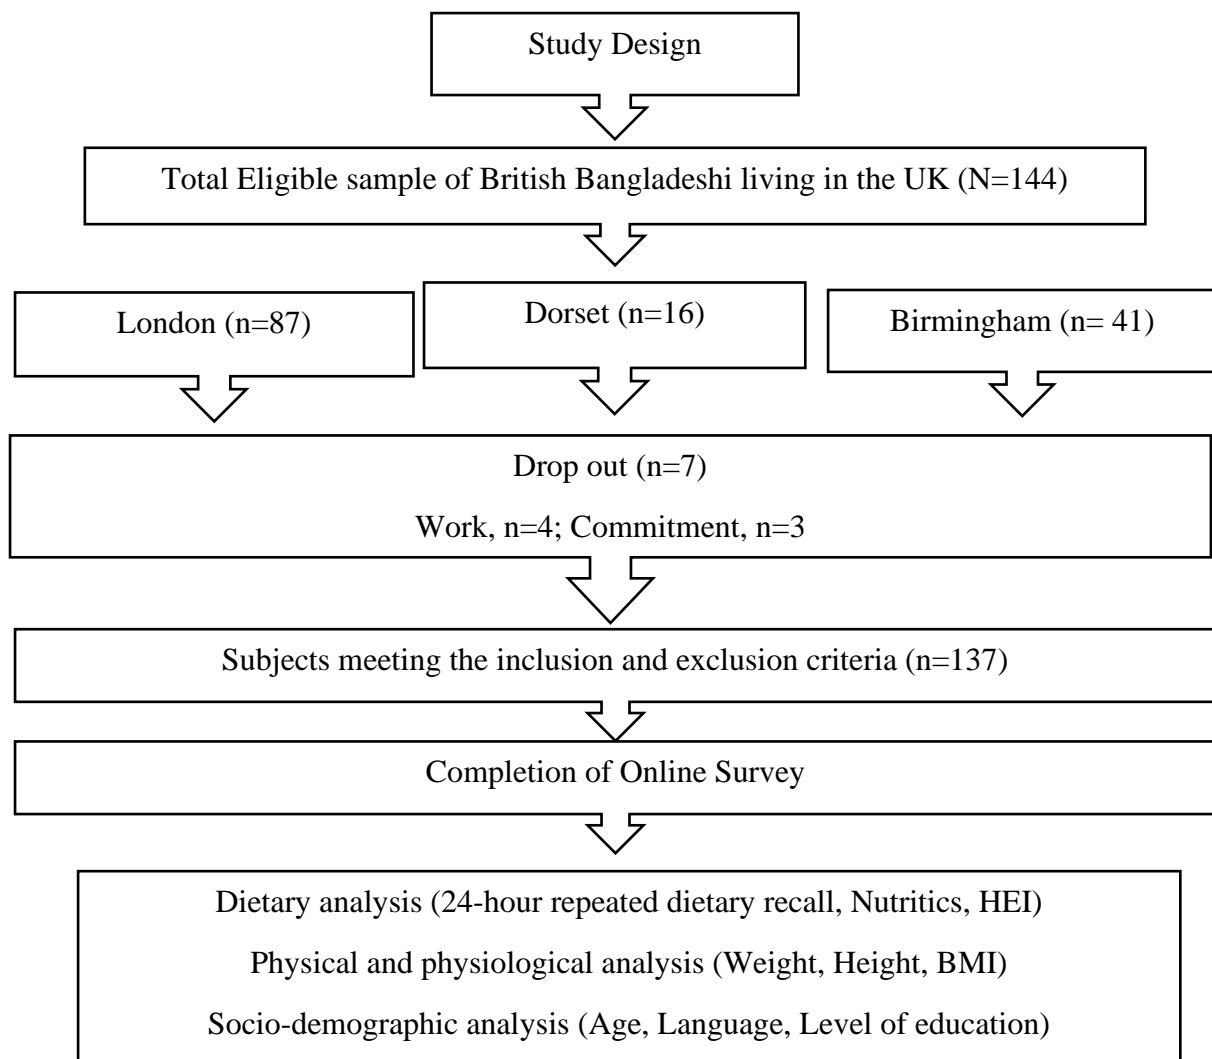 Study Design
Total Eligible sample of British Bangladeshi living in the UK (N=144)
London (n=87)
Dorset (n=16)
Birmingham (n= 41)
Drop out (n=7)
Work, n=4; Commitment, n=3
Subjects meeting the inclusion and exclusion criteria (n=137)
Completion of Online Survey
Dietary analysis (24-hour repeated dietary recall, Nutritics, HEI)
Physical and physiological analysis (Weight, Height, BMI)
Socio-demographic analysis (Age, Language, Level of education)